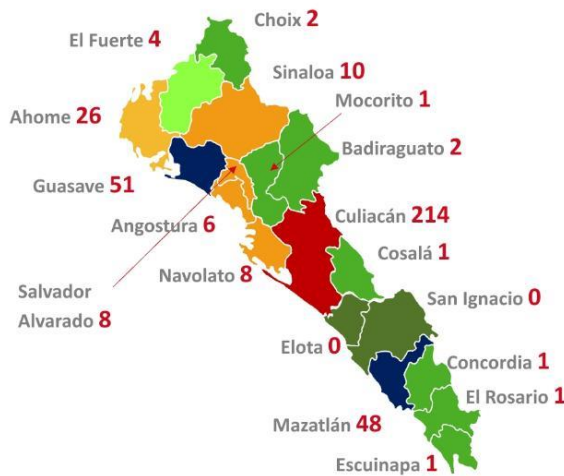 Choix 2
El Fuerte 4
Sinaloa 10
Mocorito 1
Ahome 26
Badiraguato 2
Guasave 51
Culiacán 214
Angostura 6
Cosalá 1
Navolato 8
Salvador
Alvarado 8
San Ignacio 0
Elota 0
Concordia 1
El Rosario 1
Mazatlán 48
Escuinapa 1